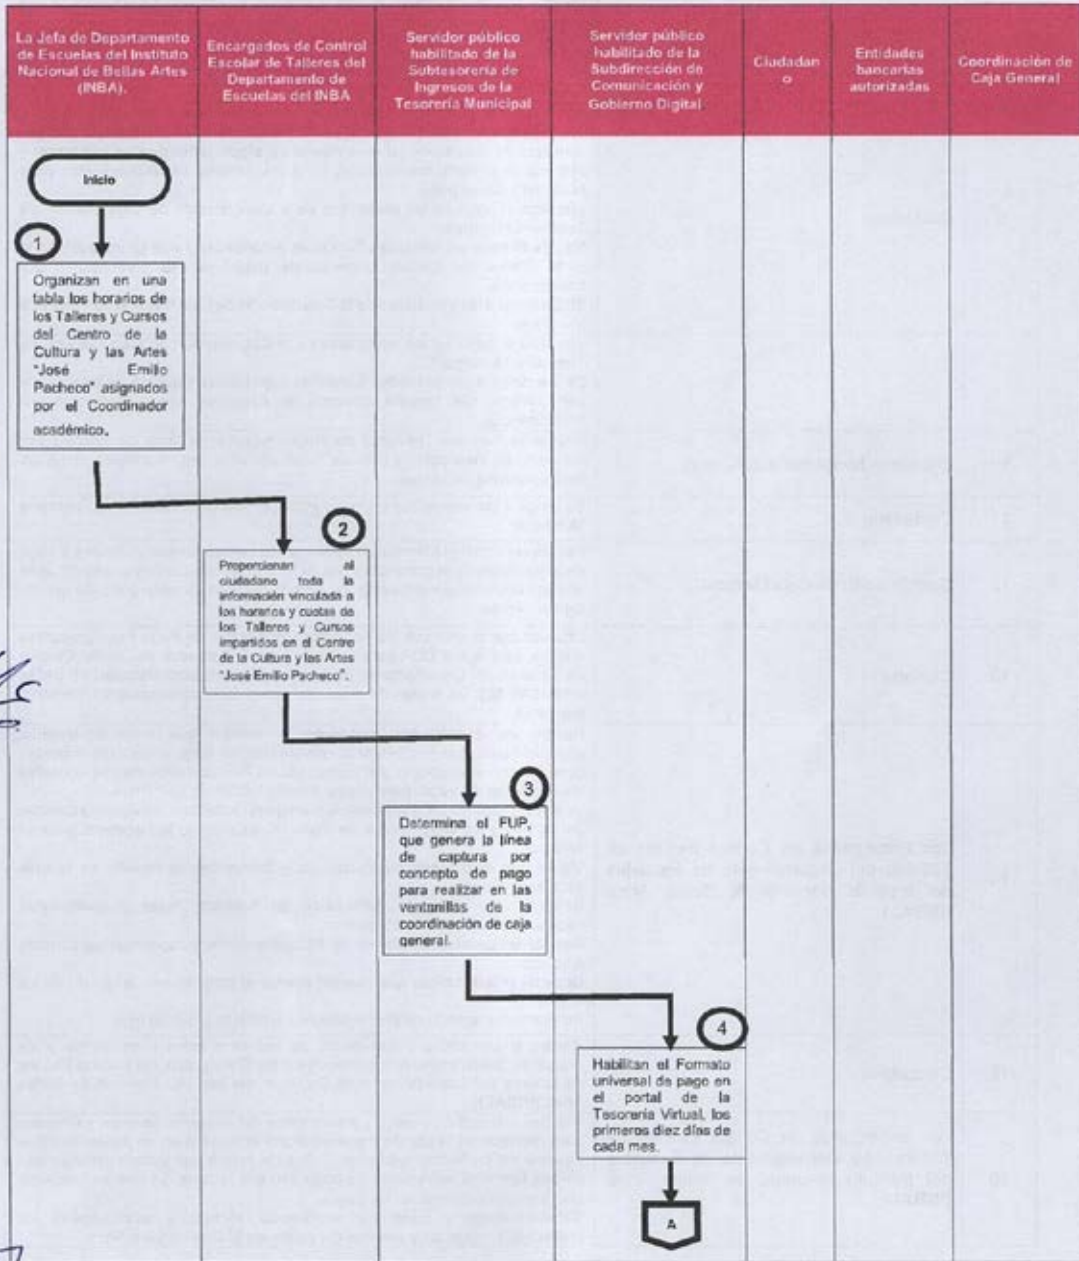 La Jefa de Departamento
de Escuelas del Instituto
Nacional de Bellas Artes
(INBA).
Encargados de Control
Escolar de Talleres del
Departamento de
Escuelas del INBA
Servidor público
habilitado de la
Subtesorería de
Ingresos de la
Tesorería Municipal
Servidor público
habilitado de la
Subdirección de
Comunicación y
Gobierno Digital
Ciudadan
o
Entidades
bancarias
autorizadas
Coordinación de
Caja General
Inicio
1
Organizan en una
tabla los horarios de
los Talleres y Cursos
del Centro de la
Cultura y las Artes
"José Emilio
Pacheco" asignados
por el Coordinador
académico.
2
Proporcionan al
ciudadano toda la
información vinculada a
los horarios y cuotas de
los Talleres y Cursos
impartidos en el Centro
de la Cultura y las Artes
"José Emilio Pacheco".
3
Determina el FUP,
que genera la línea
de captura por
concepto de pago
para realizar en las
ventanillas de la
coordinación de caja
general.
4
Habilitan el Formato
universal de pago en
el portal de la
Tesorería Virtual, los
primeros diez días de
cada mes.
A